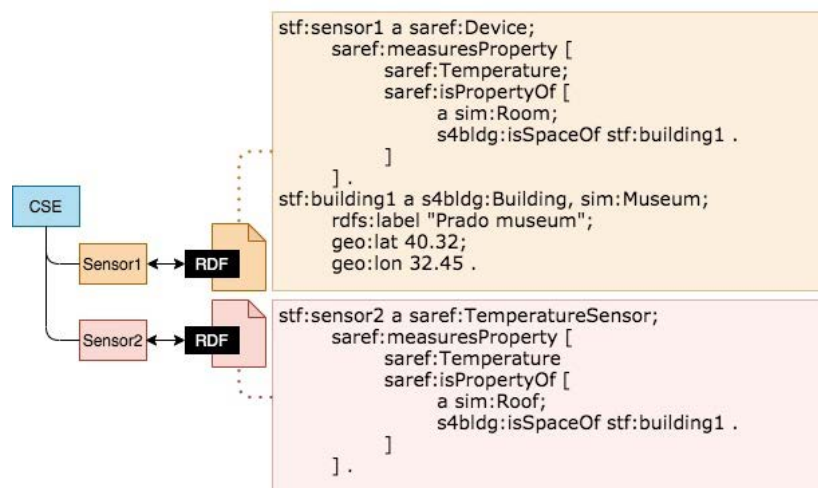 stf:sensor1 a saref:Device;
saref:measuresProperty [
saref:Temperature;
saref:isPropertyOf [
a sim:Room;
s4bldg:isSpaceOf stf:building1 .
]
] .
stf:building1 a s4bldg:Building, sim:Museum;
rdfs:label "Prado museum";
geo:lat 40.32;
geo:lon 32.45 .
CSE
Sensor1
RDF
Sensor2
RDF
stf:sensor2 a saref:TemperatureSensor;
saref:measuresProperty [
saref:Temperature
saref:isPropertyOf [
a sim:Roof;
s4bldg:isSpaceOf stf:building1 .
]
] .